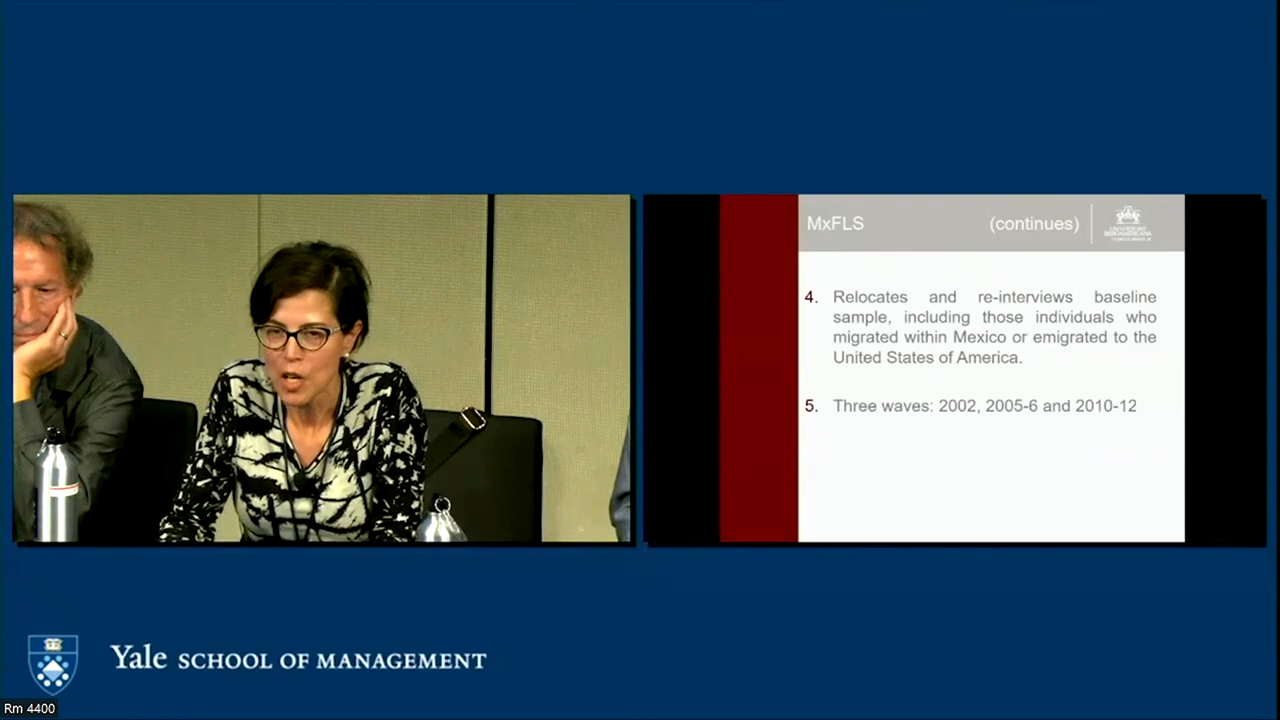 MxFLS (continues)
UNIVERSIDAD
IBEROAMERICANA
4. Relocates and re-interviews baseline
sample, including those individuals who
migrated within Mexico or emigrated to the
United States of America.
5. Three waves: 2002, 2005-6 and 2010-12
Yale SCHOOL OF MANAGEMENT
Rm 4400